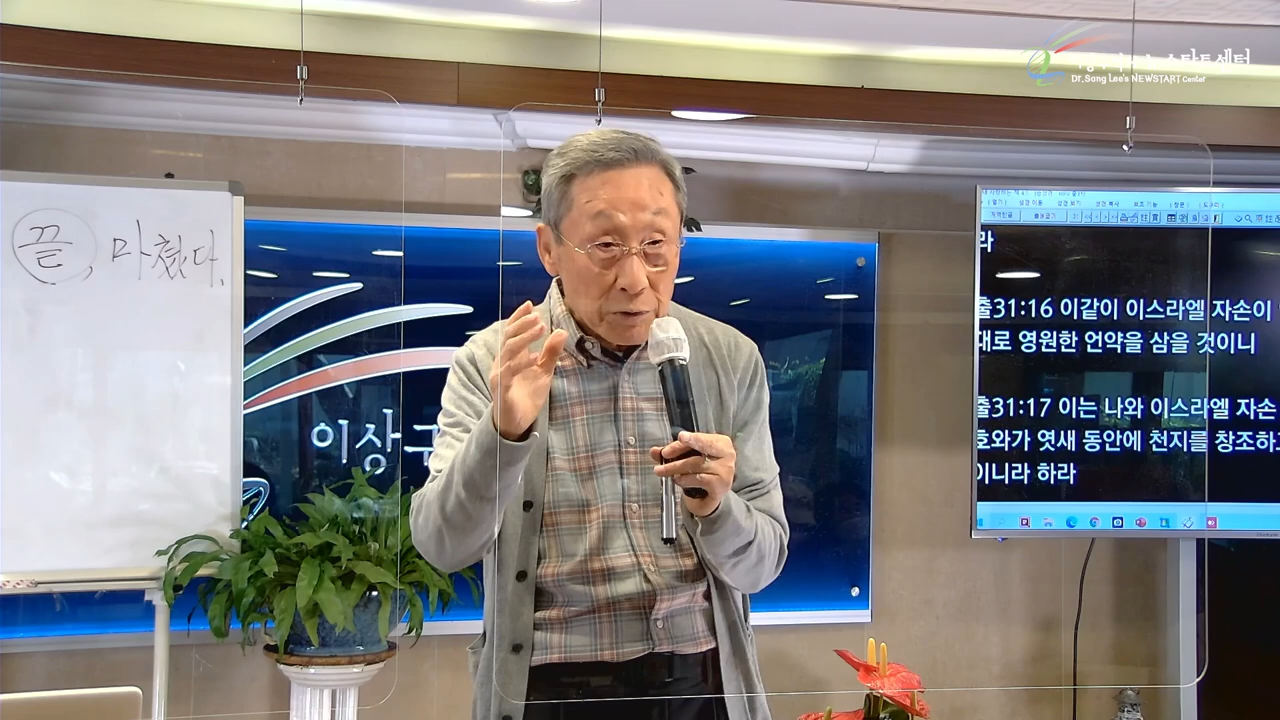 스타트센터
Dr. Sang Lee's NEWSTART Center
끝, 마쳤다.
이상구
라
출31:16 이같이 이스라엘 자손이
대로 영원한 언약을 삼을 것이니
출31:17 이는 나와 이스라엘 자손
호와가 엿새 동안에 천지를 창조하고
이니라 하라